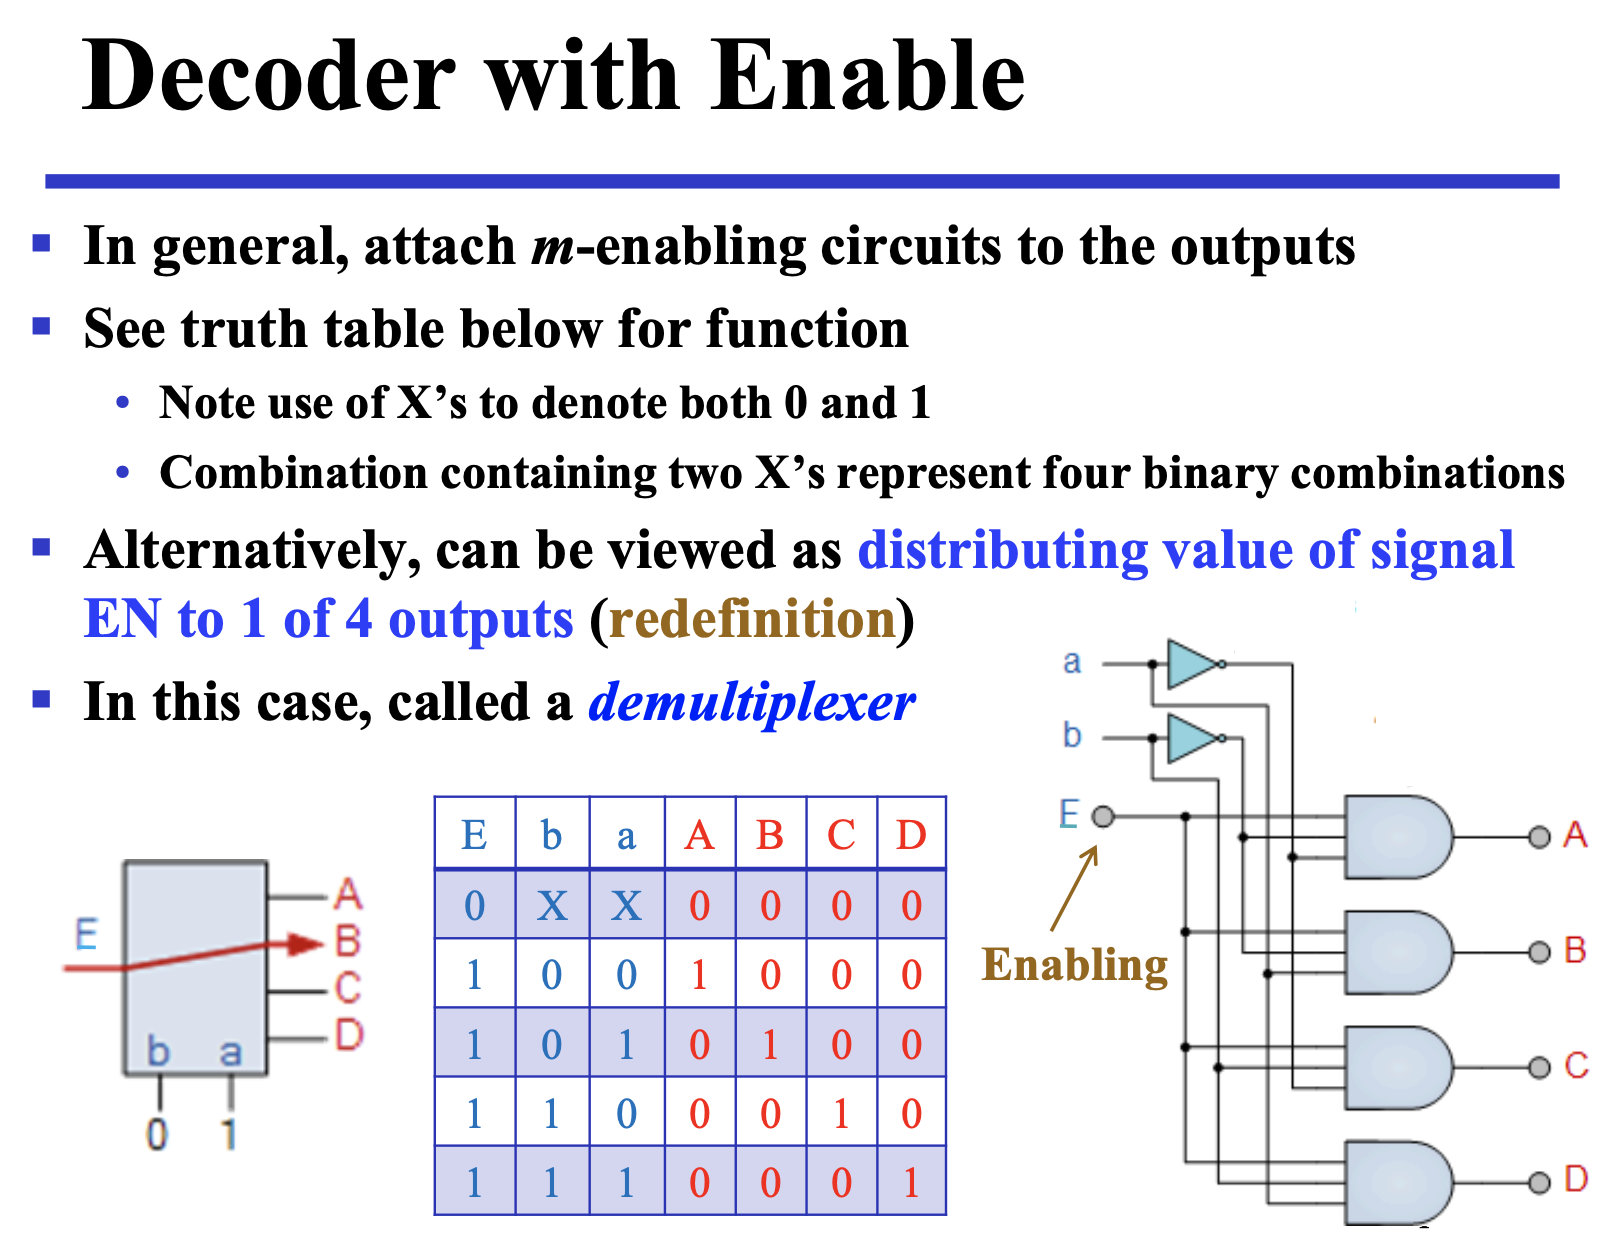 Decoder with Enable
▪ In general, attach m-enabling circuits to the outputs
▪ See truth table below for function
• Note use of X’s to denote both 0 and 1
• Combination containing two X’s represent four binary combinations
▪ Alternatively, can be viewed as distributing value of signal
EN to 1 of 4 outputs (redefinition)
▪ In this case, called a demultiplexer
E
A
B
C
D
b a
0 1
E b a A B C D
0 X X 0 0 0 0
1 0 0 1 0 0 0
1 0 1 0 1 0 0
1 1 0 0 0 1 0
1 1 1 0 0 0 1
a
b
E
Enabling
A
B
C
D